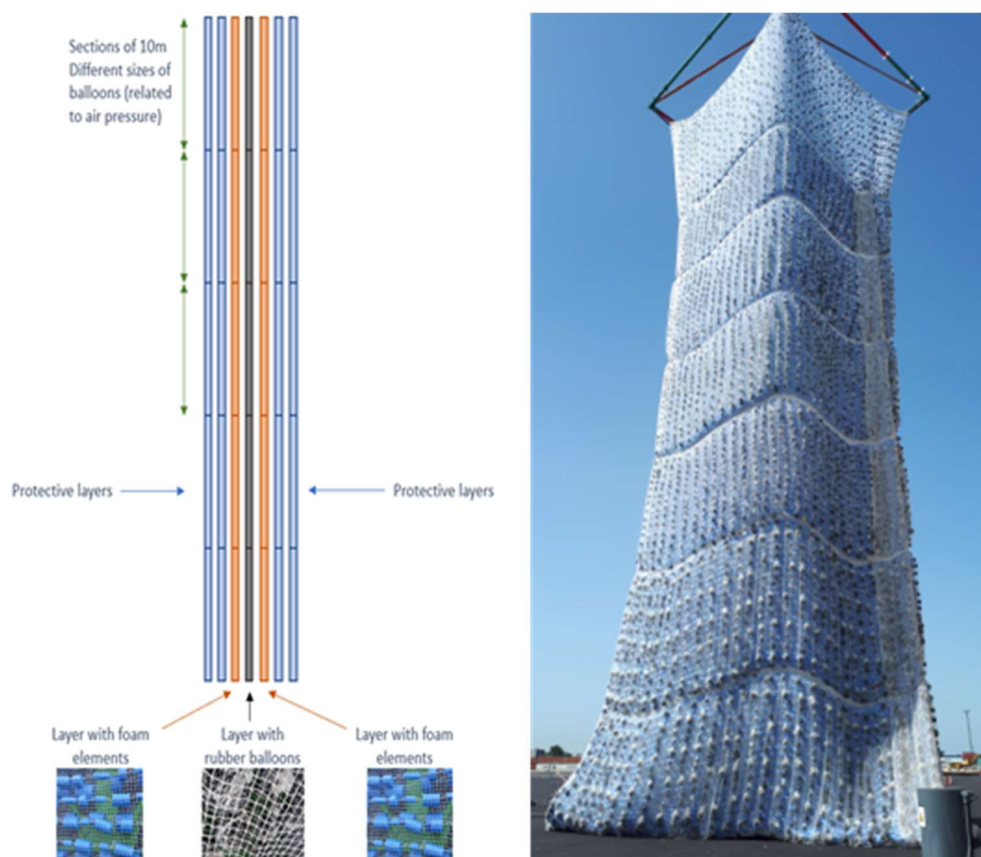 Sections of 10m
Different sizes of
balloons (related
to air pressure)
Protective layers
Protective layers
Layer with foam
elements
Layer with
rubber balloons
Layer with foam
elements